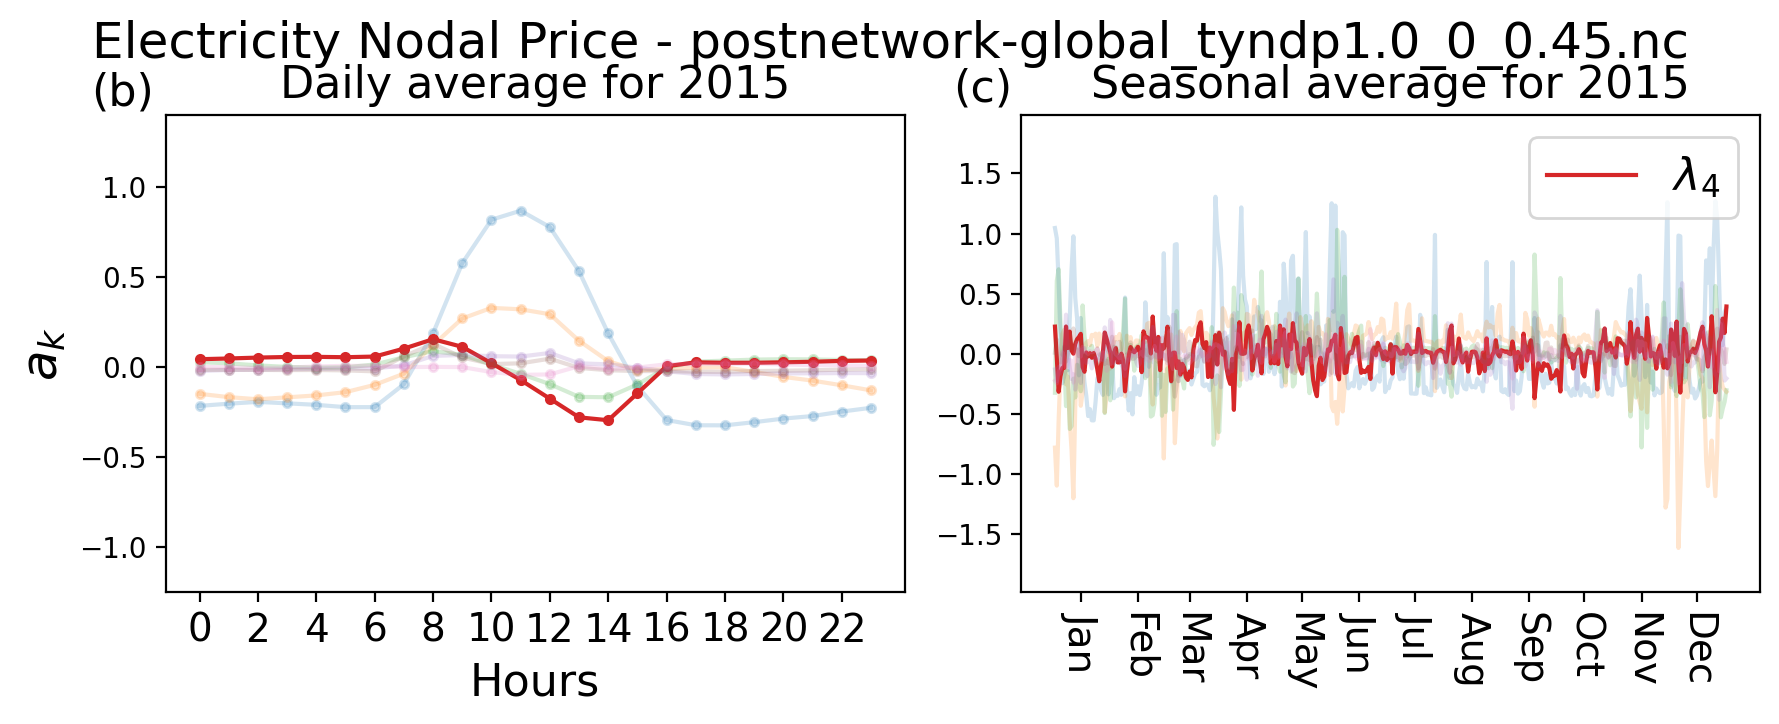 Electricity Nodal Price - postnetwork-global_tyndp1.0_0_0.45.nc
(b) Daily average for 2015
1.0
0.5
0.0
−0.5
−1.0
a_k
0 2 4 6 8 10 12 14 16 18 20 22
Hours
(c) Seasonal average for 2015
λ_4
1.5
1.0
0.5
0.0
−0.5
−1.0
−1.5
Jan Feb Mar Apr May Jun Jul Aug Sep Oct Nov Dec